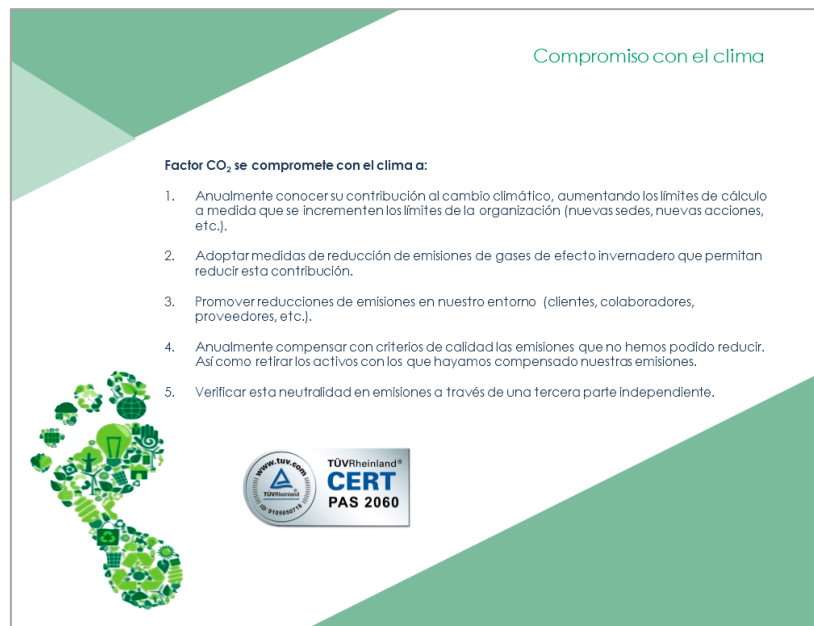 Compromiso con el clima
Factor CO₂ se compromete con el clima a:
1. Anualmente conocer su contribución al cambio climático, aumentando los límites de cálculo
a medida que se incrementen los límites de la organización (nuevas sedes, nuevas acciones,
etc.).
2. Adoptar medidas de reducción de emisiones de gases de efecto invernadero que permitan
reducir esta contribución.
3. Promover reducciones de emisiones en nuestro entorno (clientes, colaboradores,
proveedores, etc.).
4. Anualmente compensar con criterios de calidad las emisiones que no hemos podido reducir.
Así como retirar los activos con los que hayamos compensado nuestras emisiones.
5. Verificar esta neutralidad en emisiones a través de una tercera parte independiente.
www.tuv.com
TÜVRheinland
ID: 9105050718
TÜVRheinland®
CERT
PAS 2060